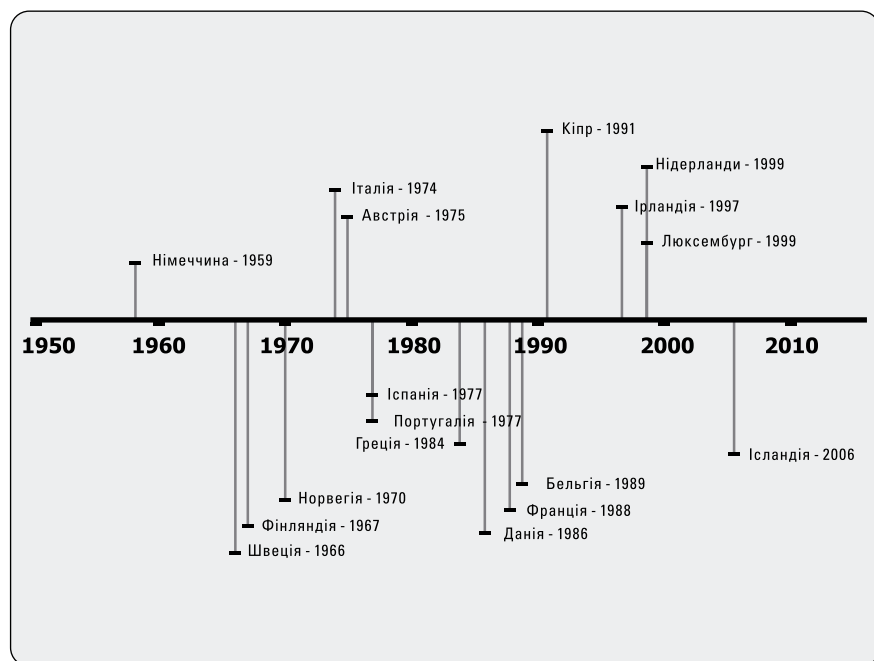 Кіпр - 1991
Нідерланди - 1999
Італія - 1974
Ірландія - 1997
Австрія - 1975
Люксембург - 1999
Німеччина - 1959
1950 1960 1970 1980 1990 2000 2010
Іспанія - 1977
Португалія - 1977
Греція - 1984
Ісландія - 2006
Бельгія - 1989
Норвегія - 1970
Франція - 1988
Фінляндія - 1967
Данія - 1986
Швеція - 1966